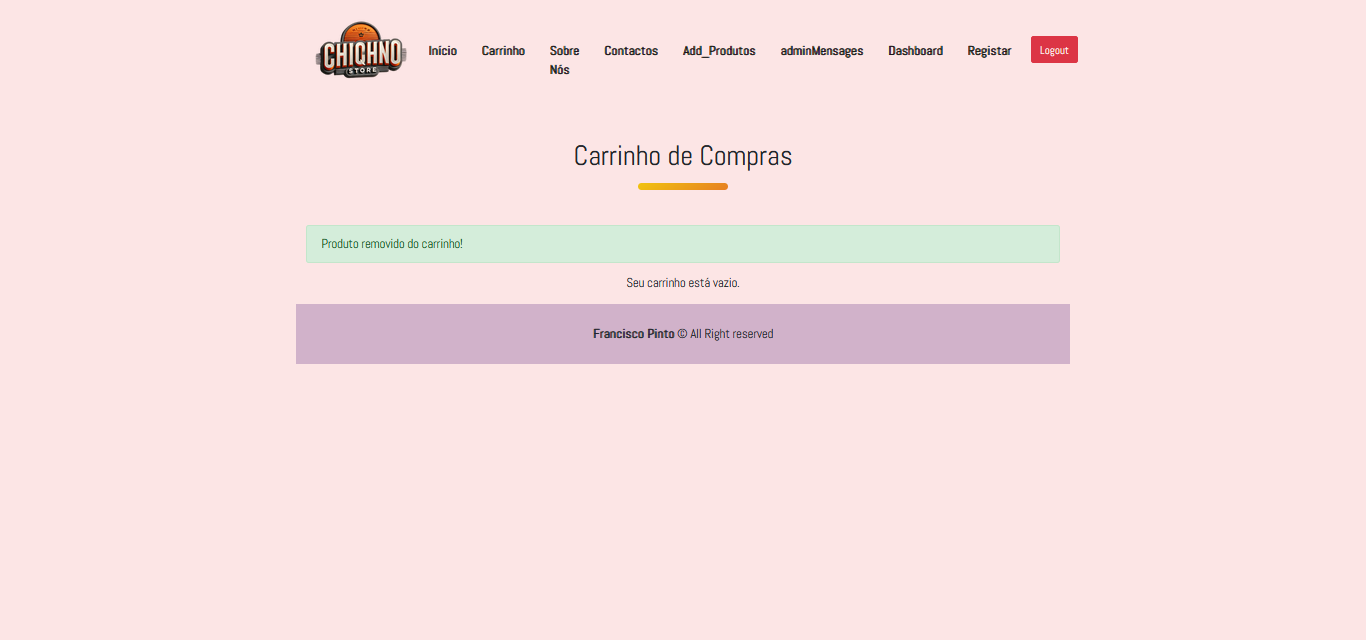 CHIQHNO
STORE
Início
Carrinho
Sobre
Nós
Contactos
Add_Produtos
adminMensages
Dashboard
Registar
Logout
Carrinho de Compras
Produto removido do carrinho!
Seu carrinho está vazio.
Francisco Pinto © All Right reserved